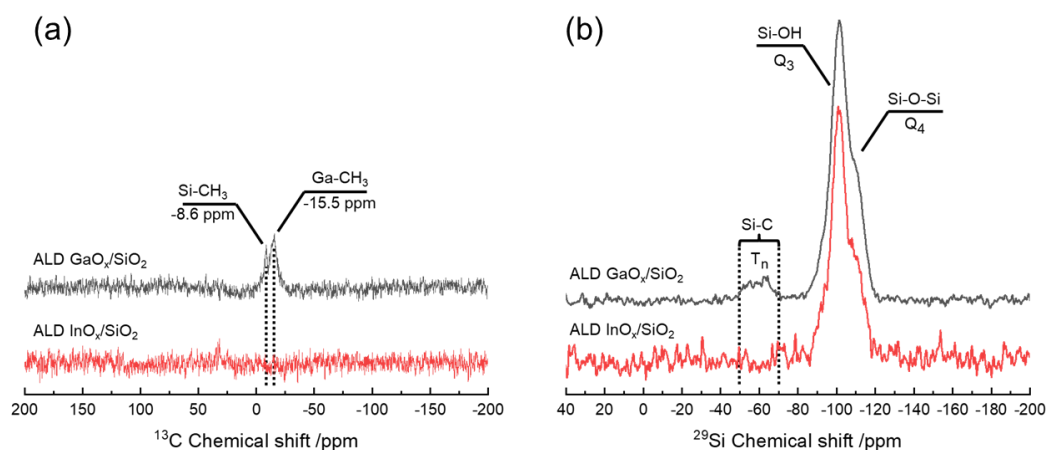 (a)
Si-CH₃
-8.6 ppm
Ga-CH₃
-15.5 ppm
ALD GaOₓ/SiO₂
ALD InOₓ/SiO₂
200 150 100 50 0 -50 -100 -150 -200
¹³C Chemical shift /ppm
(b)
Si-OH
Q₃
Si-O-Si
Q₄
Si-C
Tₙ
ALD GaOₓ/SiO₂
ALD InOₓ/SiO₂
40 20 0 -20 -40 -60 -80 -100 -120 -140 -160 -180 -200
²⁹Si Chemical shift /ppm